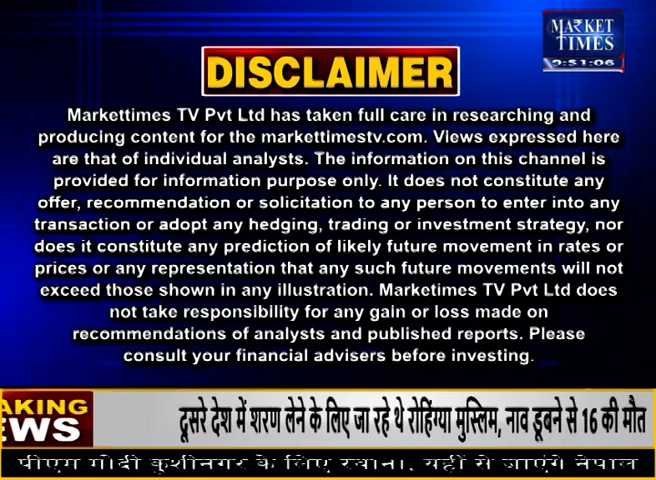 MARKET
TIMES
9:51:06
DISCLAIMER
Markettimes TV Pvt Ltd has taken full care in researching and
producing content for the markettimestv.com. Views expressed here
are that of individual analysts. The information on this channel is
provided for information purpose only. It does not constitute any
offer, recommendation or solicitation to any person to enter into any
transaction or adopt any hedging, trading or investment strategy, nor
does it constitute any prediction of likely future movement in rates or
prices or any representation that any such future movements will not
exceed those shown in any illustration. Marketimes TV Pvt Ltd does
not take responsibility for any gain or loss made on
recommendations of analysts and published reports. Please
consult your financial advisers before investing.
AKING
EWS
दूसरे देश में शरण लेने के लिए जा रहे थे रोहिंग्या मुस्लिम, नाव डूबने से 16 की मौत
पीएम मोदी कुशीनगर के लिए रवाना, यहीं से जाएंगे नेपाल